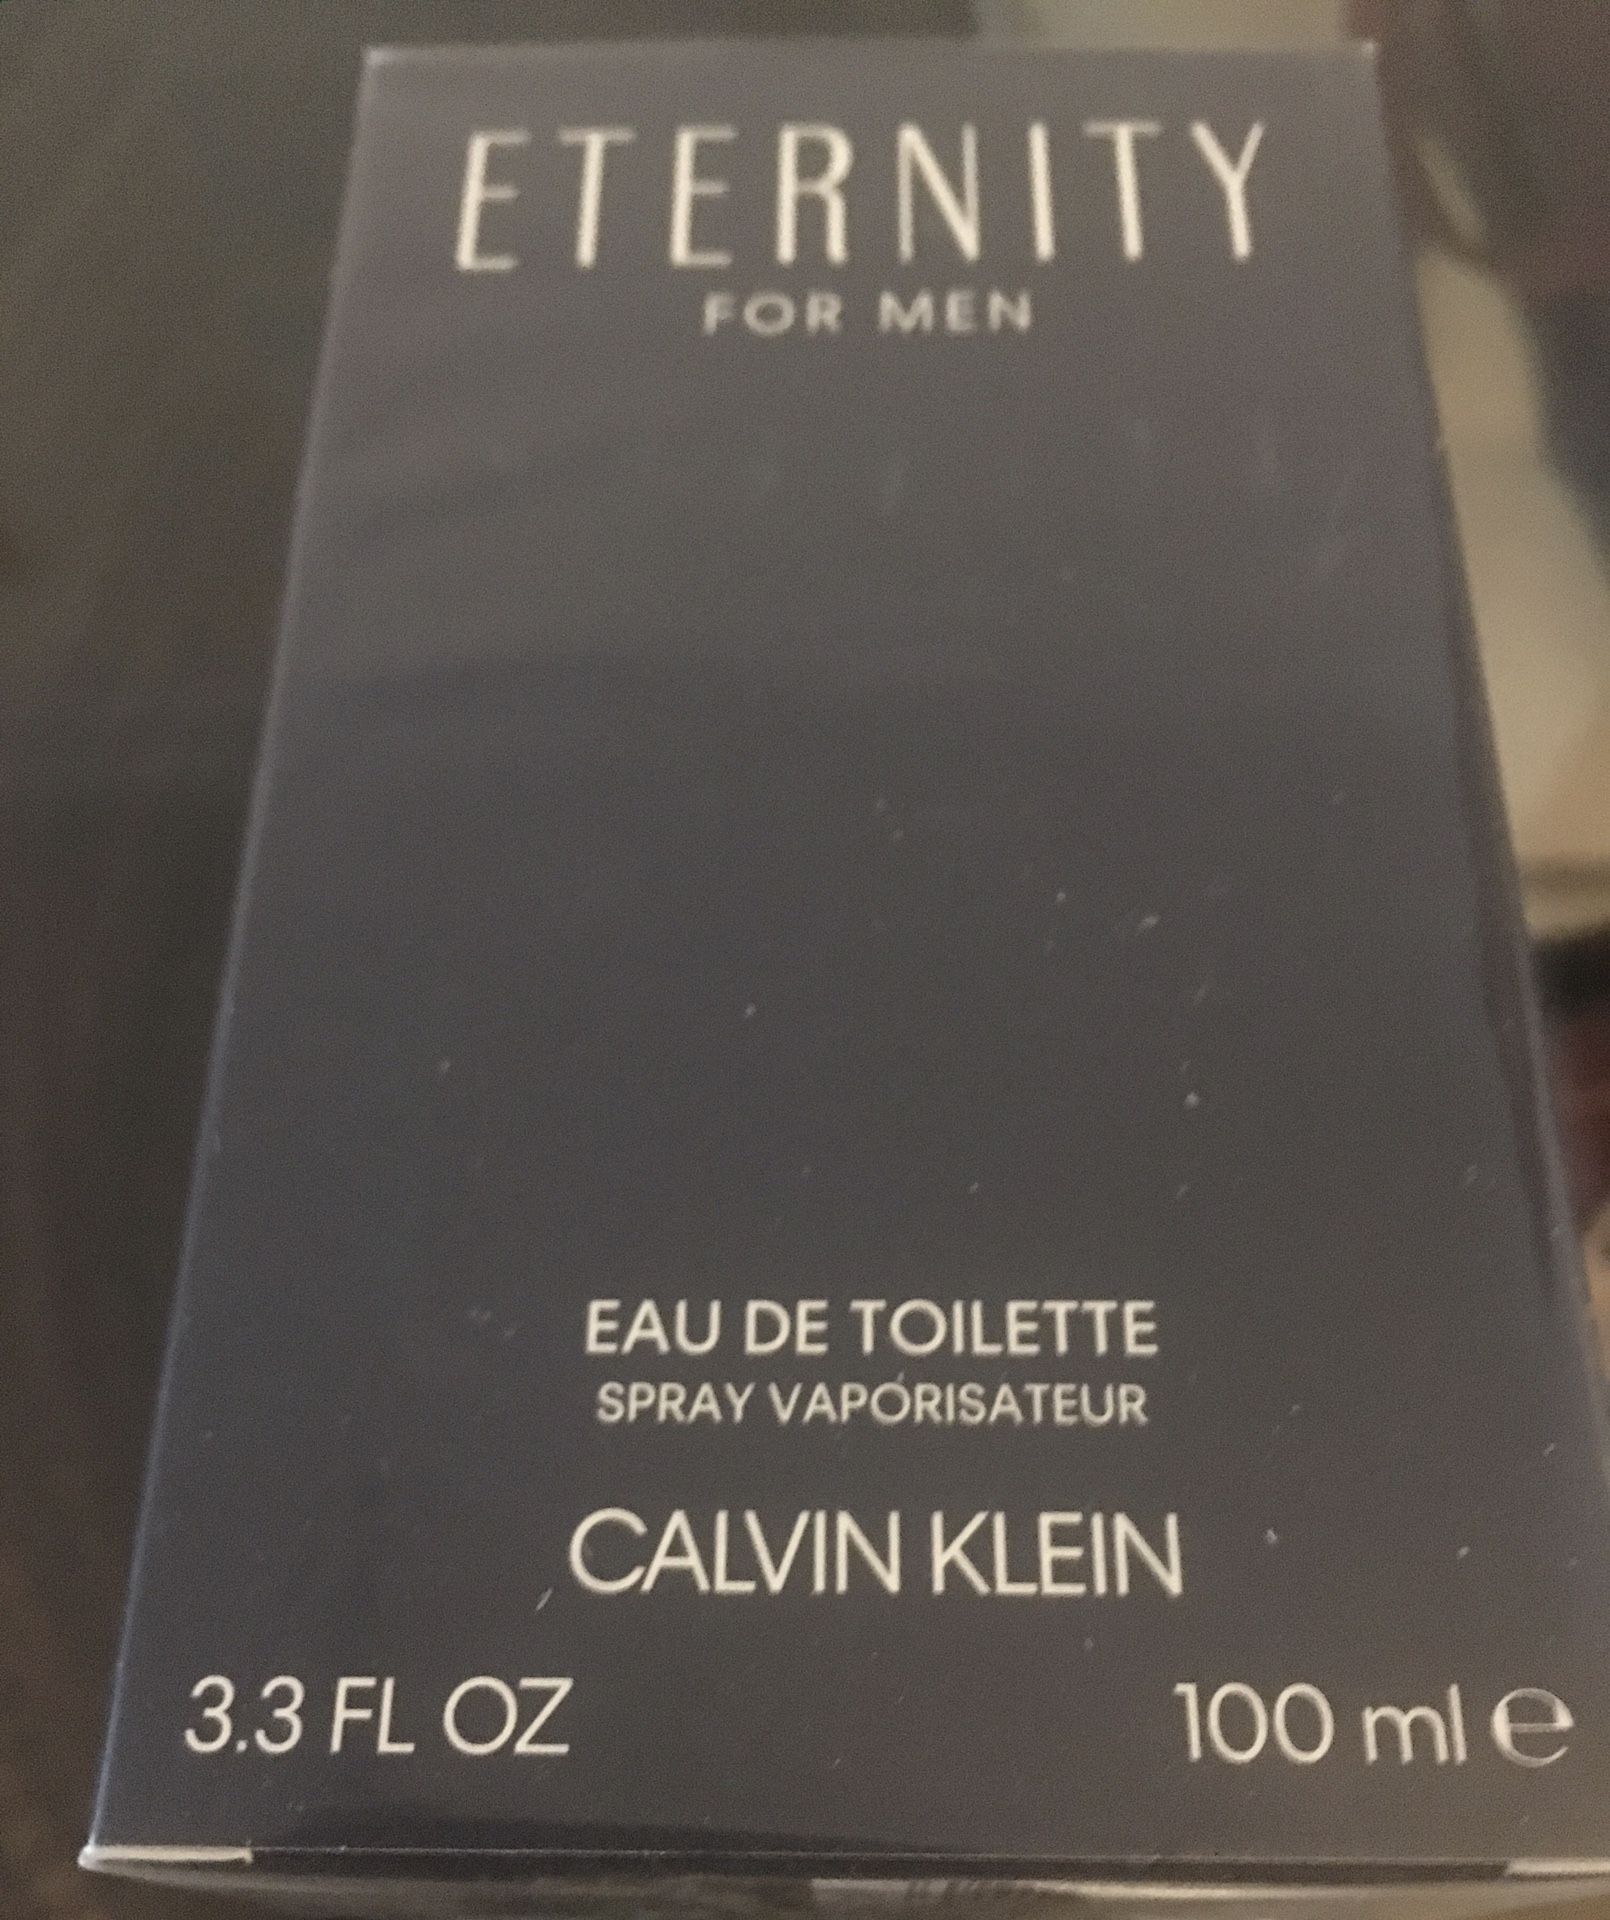 ETERNITY
FOR MEN
EAU DE TOILETTE
SPRAY VAPORISATEUR
CALVIN KLEIN
3.3 FL OZ 100 ml ℮